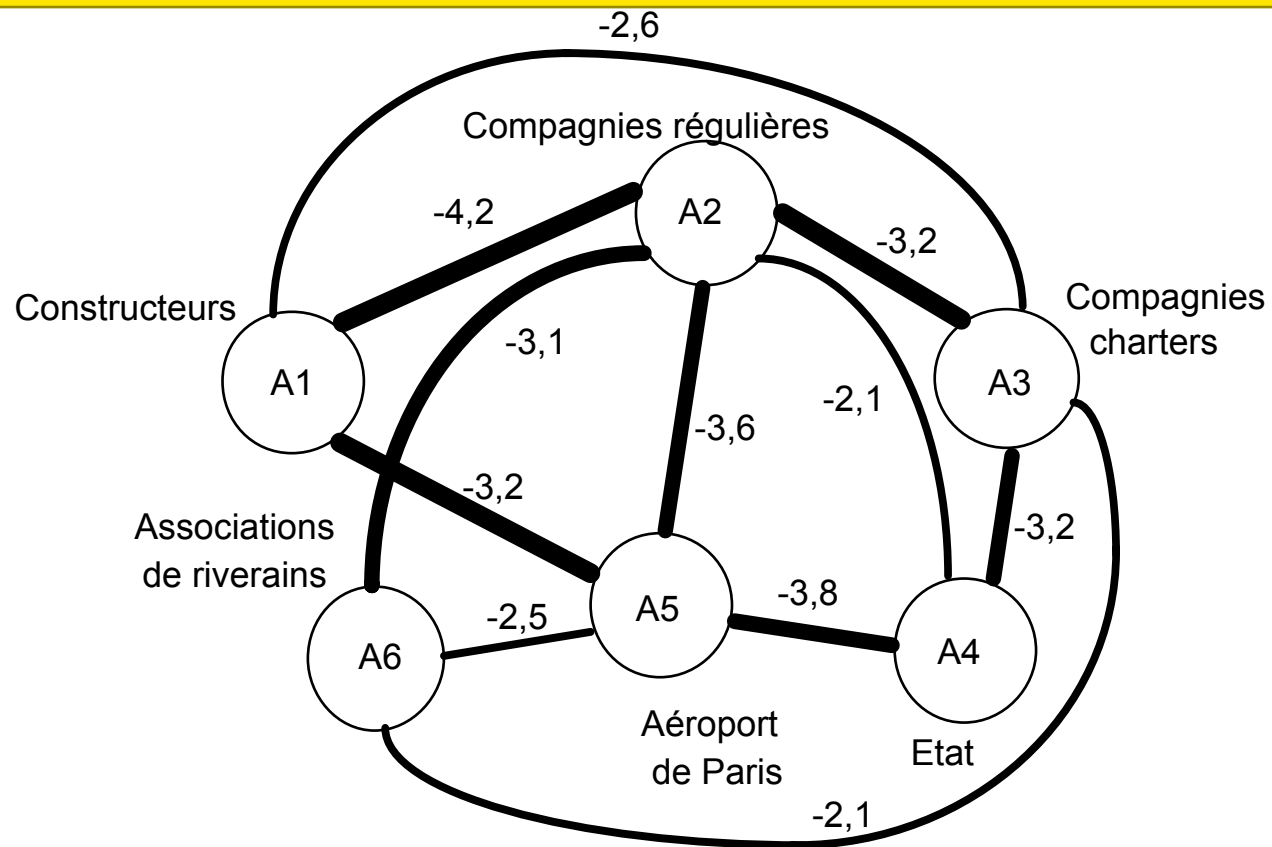 -2,6
Compagnies régulières
A2
-4,2
-3,2
Constructeurs
Compagnies
charters
-3,1
A1
A3
-2,1
-3,6
-3,2
Associations
de riverains
-3,2
-3,8
A5
-2,5
A6
A4
Aéroport
de Paris
Etat
-2,1